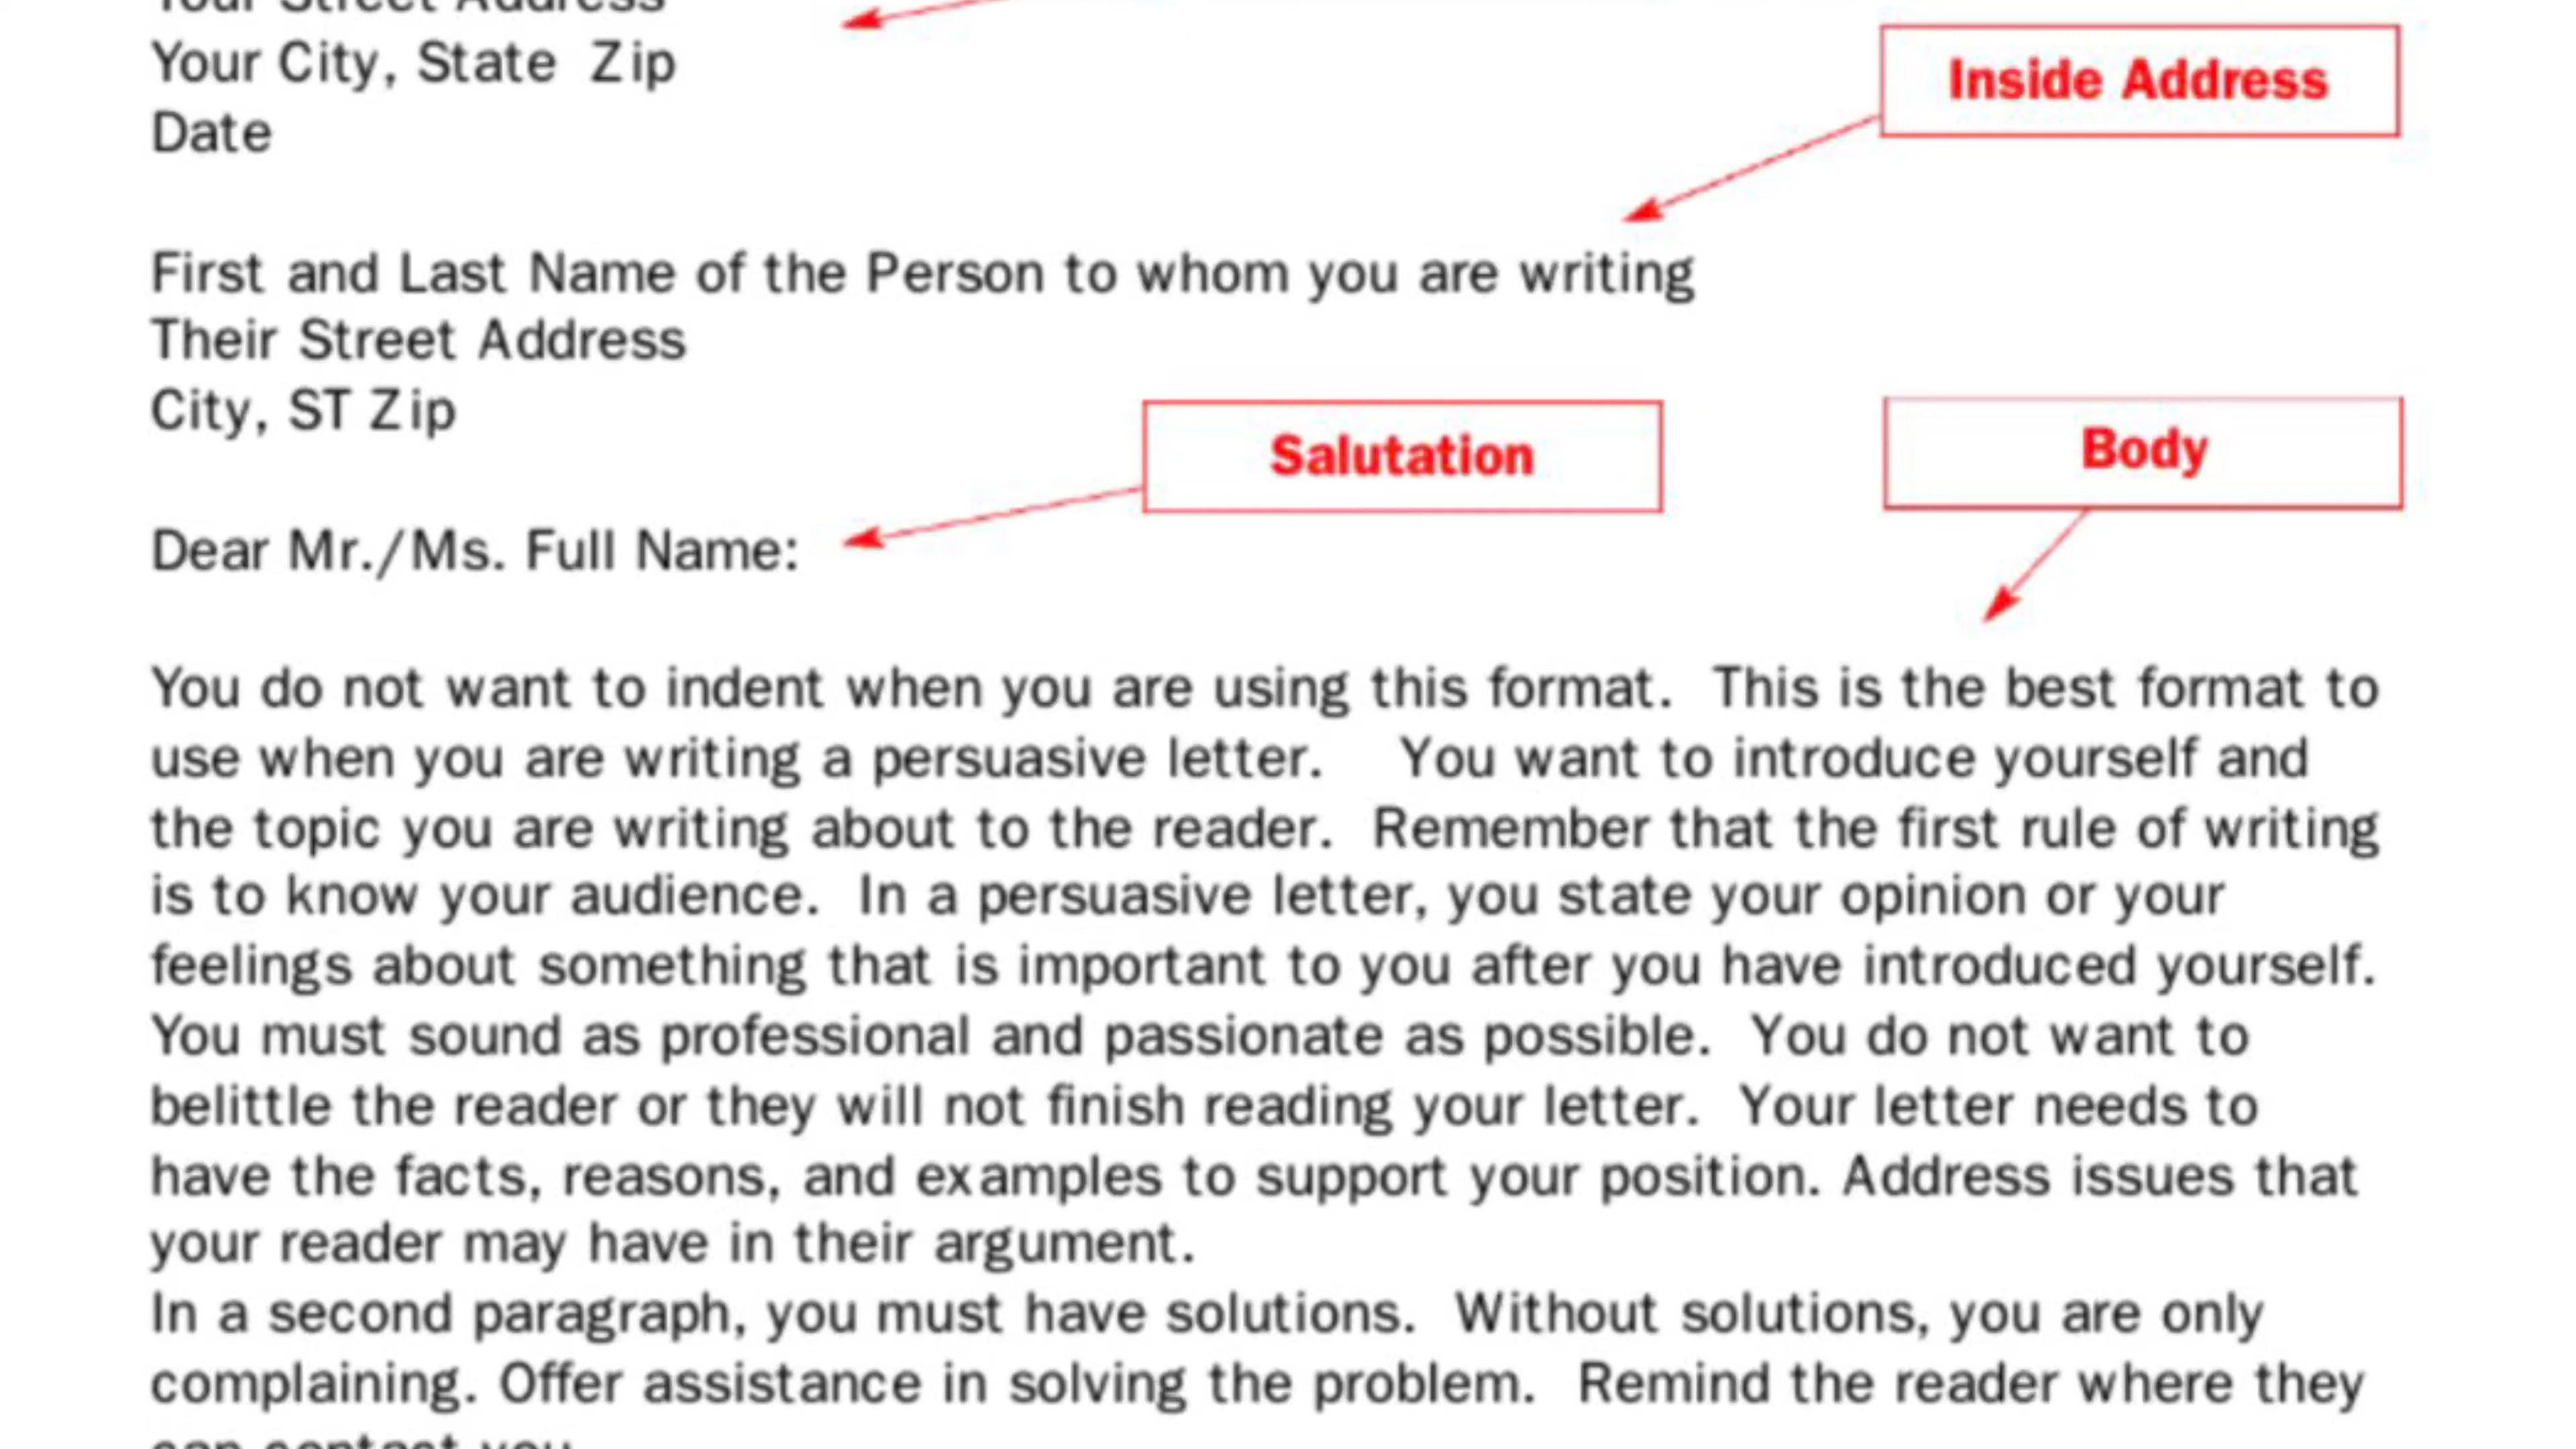 Your Street Address
Your City, State Zip
Date
Inside Address
First and Last Name of the Person to whom you are writing
Their Street Address
City, ST Zip
Salutation
Body
Dear Mr./Ms. Full Name:
You do not want to indent when you are using this format. This is the best format to
use when you are writing a persuasive letter. You want to introduce yourself and
the topic you are writing about to the reader. Remember that the first rule of writing
is to know your audience. In a persuasive letter, you state your opinion or your
feelings about something that is important to you after you have introduced yourself.
You must sound as professional and passionate as possible. You do not want to
belittle the reader or they will not finish reading your letter. Your letter needs to
have the facts, reasons, and examples to support your position. Address issues that
your reader may have in their argument.
In a second paragraph, you must have solutions. Without solutions, you are only
complaining. Offer assistance in solving the problem. Remind the reader where they
can contact you.